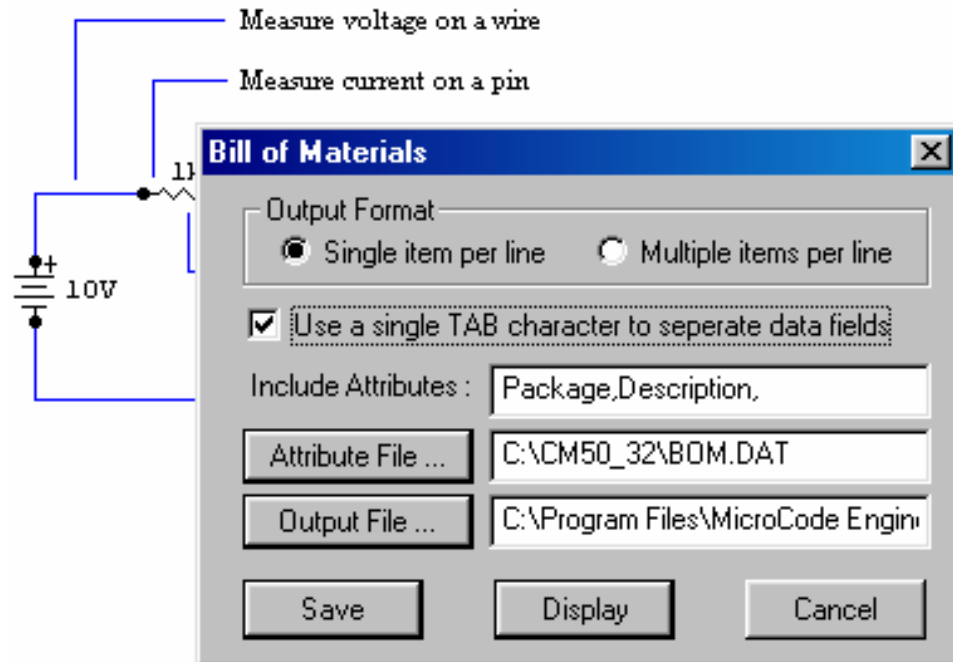 Measure voltage on a wire
Measure current on a pin
Bill of Materials
Output Format
Single item per line
Multiple items per line
10V
Use a single TAB character to seperate data fields
Include Attributes :
Package,Description,
Attribute File ...
C:\CM50_32\BOM.DAT
Output File ...
C:\Program Files\MicroCode Engin
Save
Display
Cancel